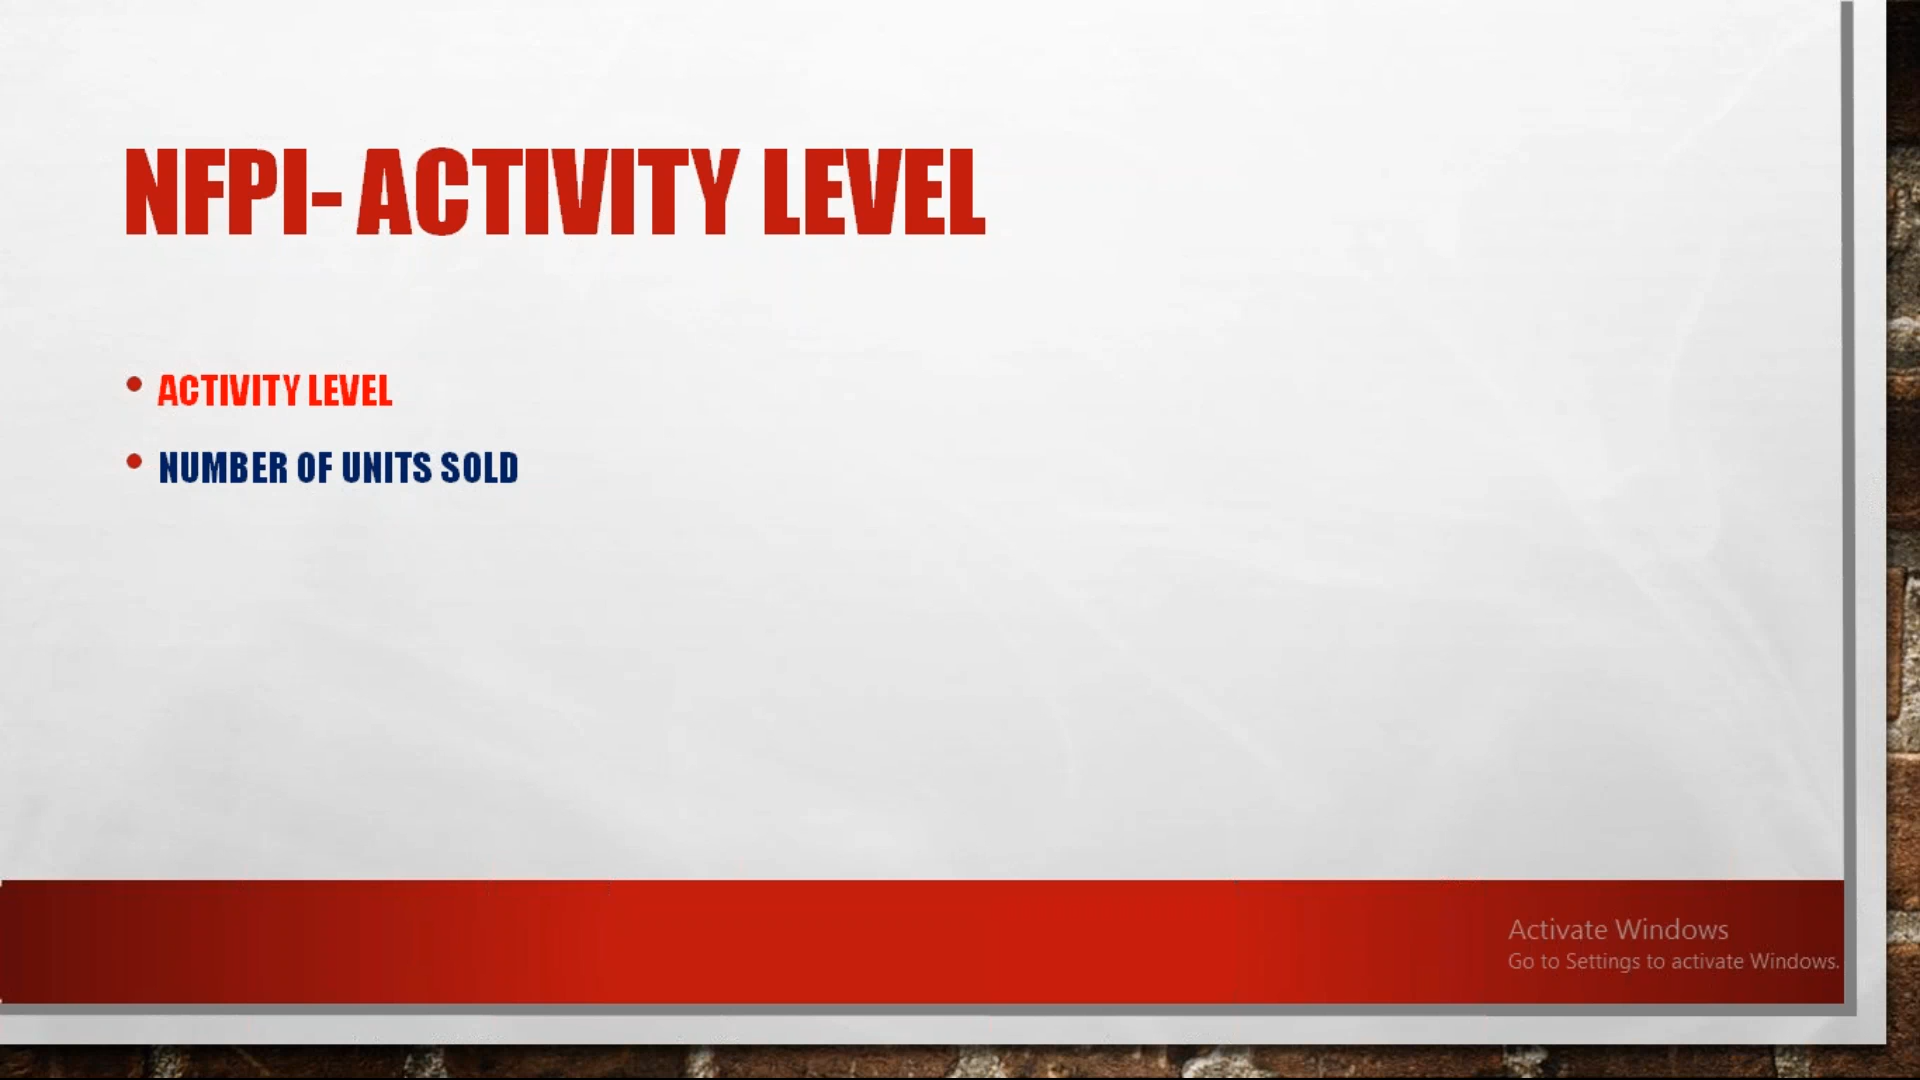 NFPI- ACTIVITY LEVEL
• ACTIVITY LEVEL
• NUMBER OF UNITS SOLD
Activate Windows
Go to Settings to activate Windows.